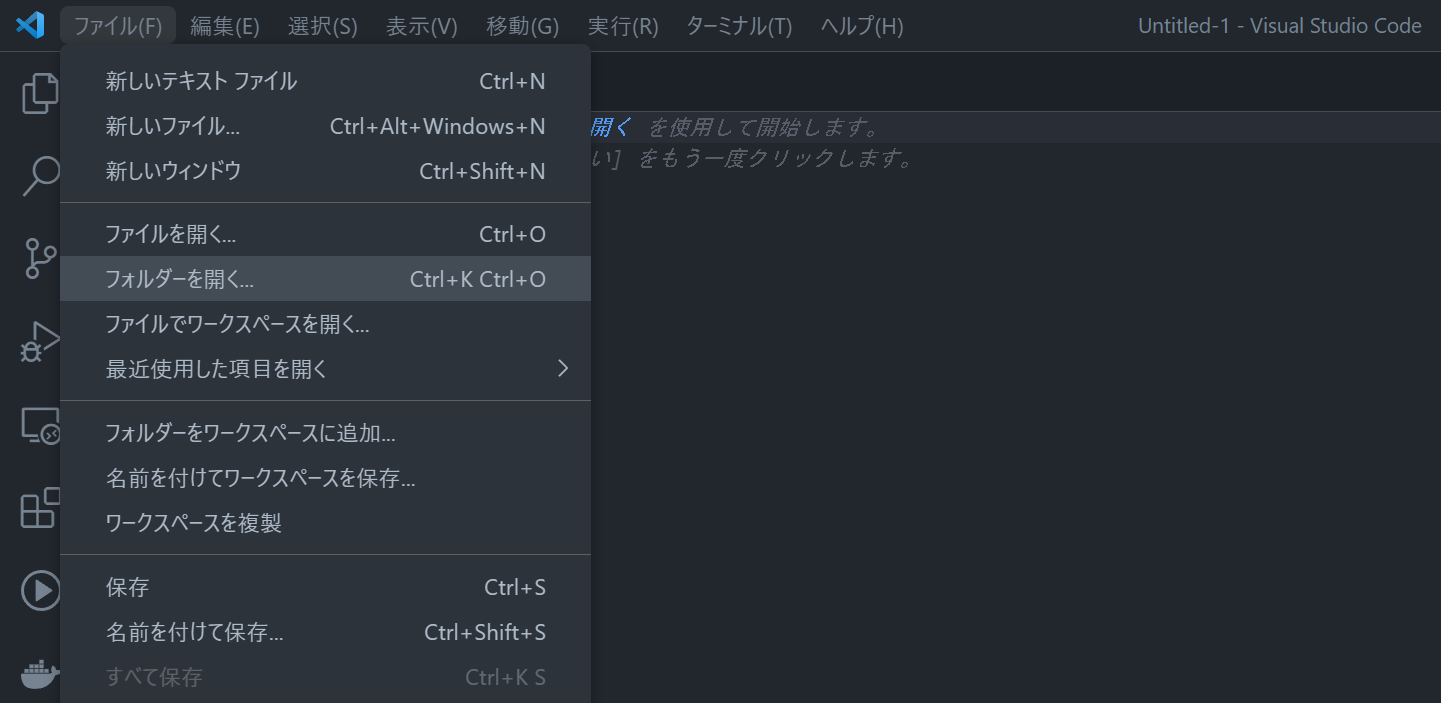 ファイル(F) 編集(E) 選択(S) 表示(V) 移動(G) 実行(R) ターミナル(T) ヘルプ(H) Untitled-1 - Visual Studio Code
新しいテキスト ファイル Ctrl+N
新しいファイル... Ctrl+Alt+Windows+N
開く を使用して開始します。
い] をもう一度クリックします。
新しいウィンドウ Ctrl+Shift+N
ファイルを開く... Ctrl+O
フォルダーを開く... Ctrl+K Ctrl+O
ファイルでワークスペースを開く...
最近使用した項目を開く
フォルダーをワークスペースに追加...
名前を付けてワークスペースを保存...
ワークスペースを複製
保存 Ctrl+S
名前を付けて保存... Ctrl+Shift+S
すべて保存 Ctrl+K S